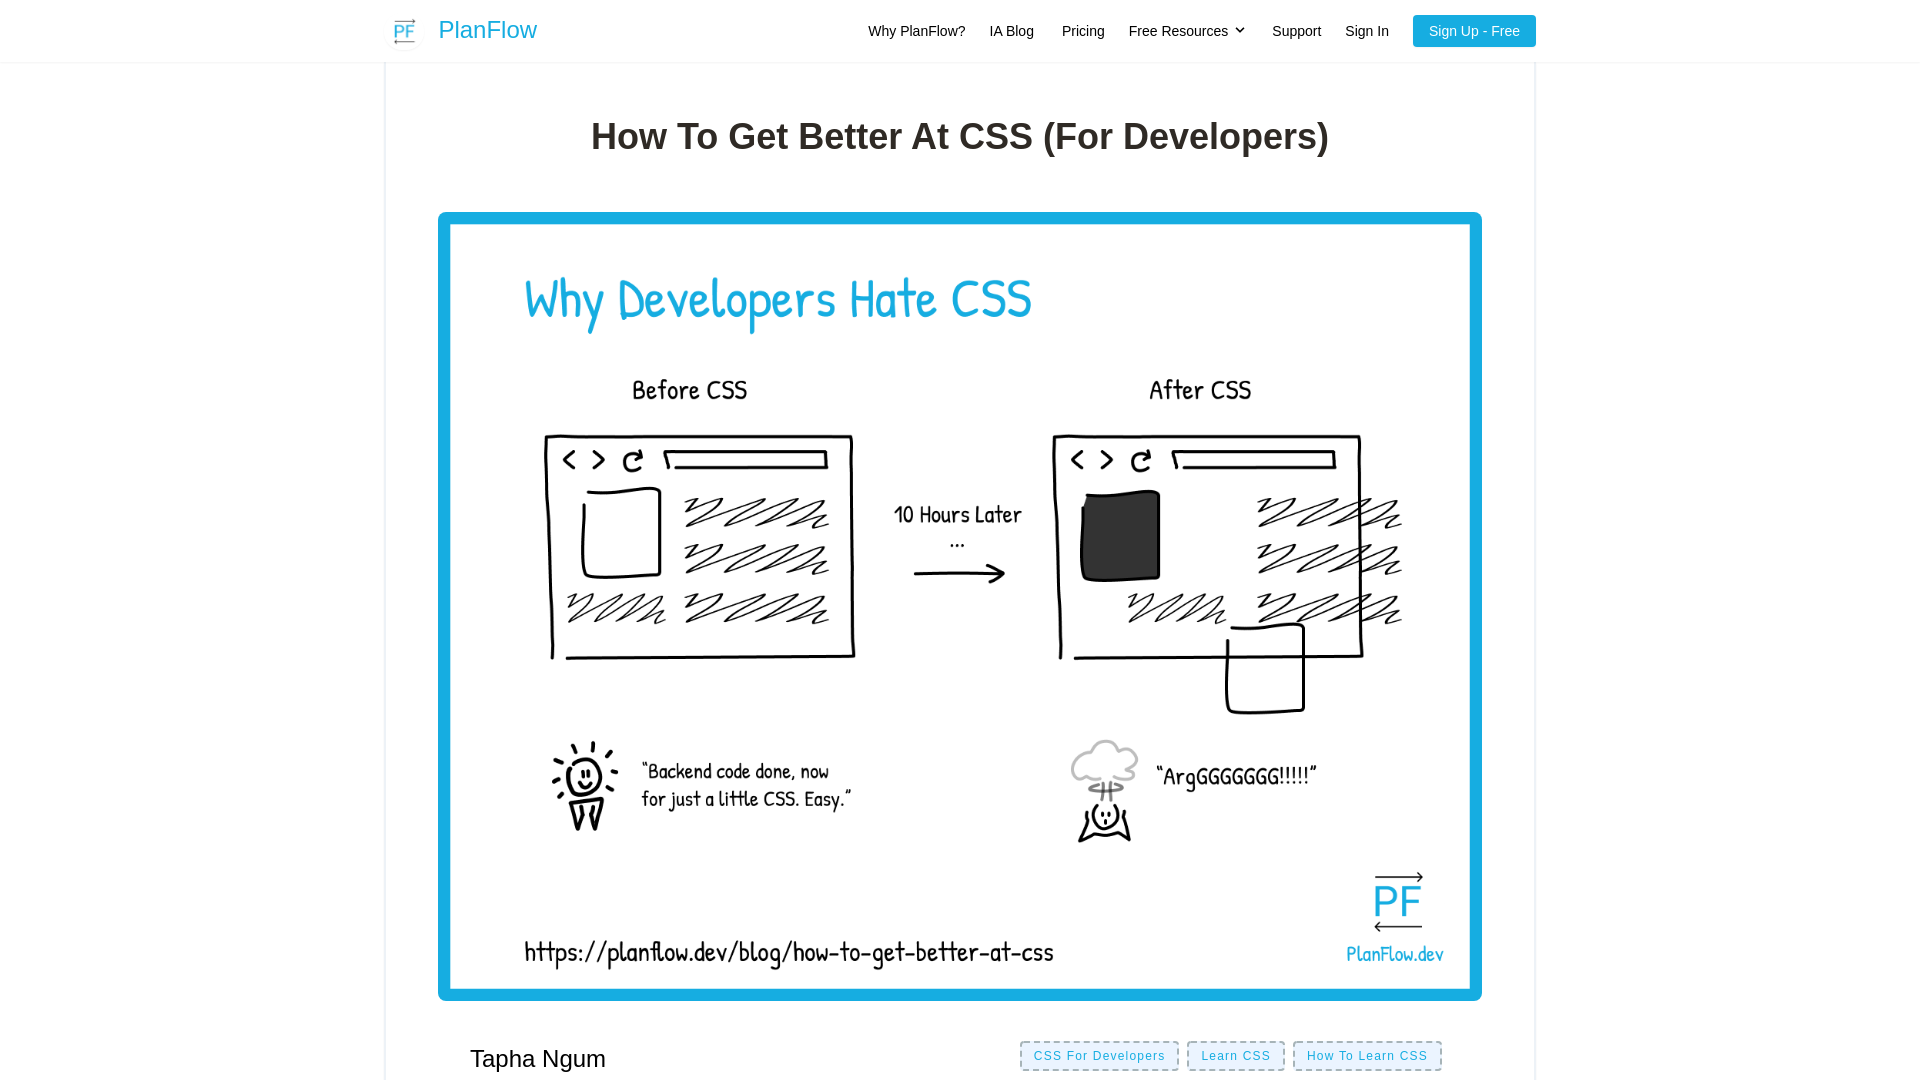 PF PlanFlow Why PlanFlow? IA Blog Pricing Free Resources Support Sign In Sign Up - Free
How To Get Better At CSS (For Developers)
Why Developers Hate CSS
Before CSS
After CSS
10 Hours Later
...
“Backend code done, now
for just a little CSS. Easy.”
“ArgGGGGGGG!!!!!”
PF
PlanFlow.dev
https://planflow.dev/blog/how-to-get-better-at-css
Tapha Ngum
CSS For Developers Learn CSS How To Learn CSS